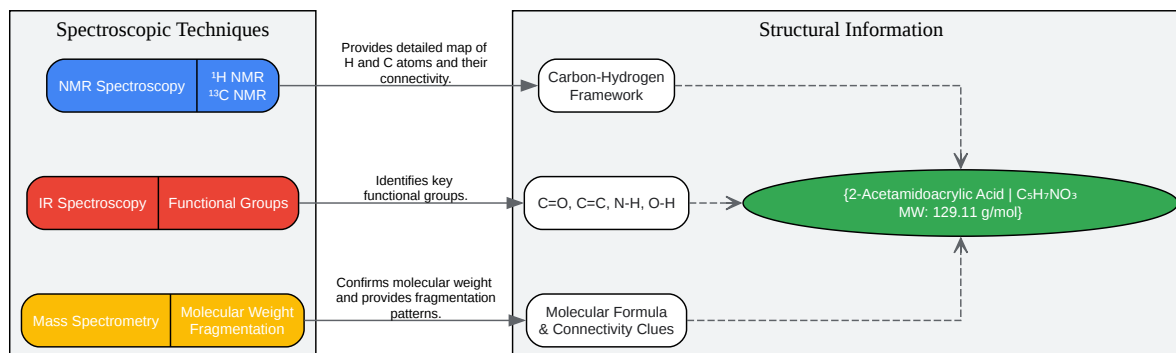 Spectroscopic Techniques
NMR Spectroscopy
¹H NMR
¹³C NMR
Provides detailed map of
H and C atoms and their
connectivity.
Structural Information
Carbon-Hydrogen
Framework
IR Spectroscopy
Functional Groups
Identifies key
functional groups.
C=O, C=C, N-H, O-H
{2-Acetamidoacrylic Acid | C₅H₇NO₃
MW: 129.11 g/mol}
Mass Spectrometry
Molecular Weight
Fragmentation
Confirms molecular weight
and provides fragmentation
patterns.
Molecular Formula
& Connectivity Clues